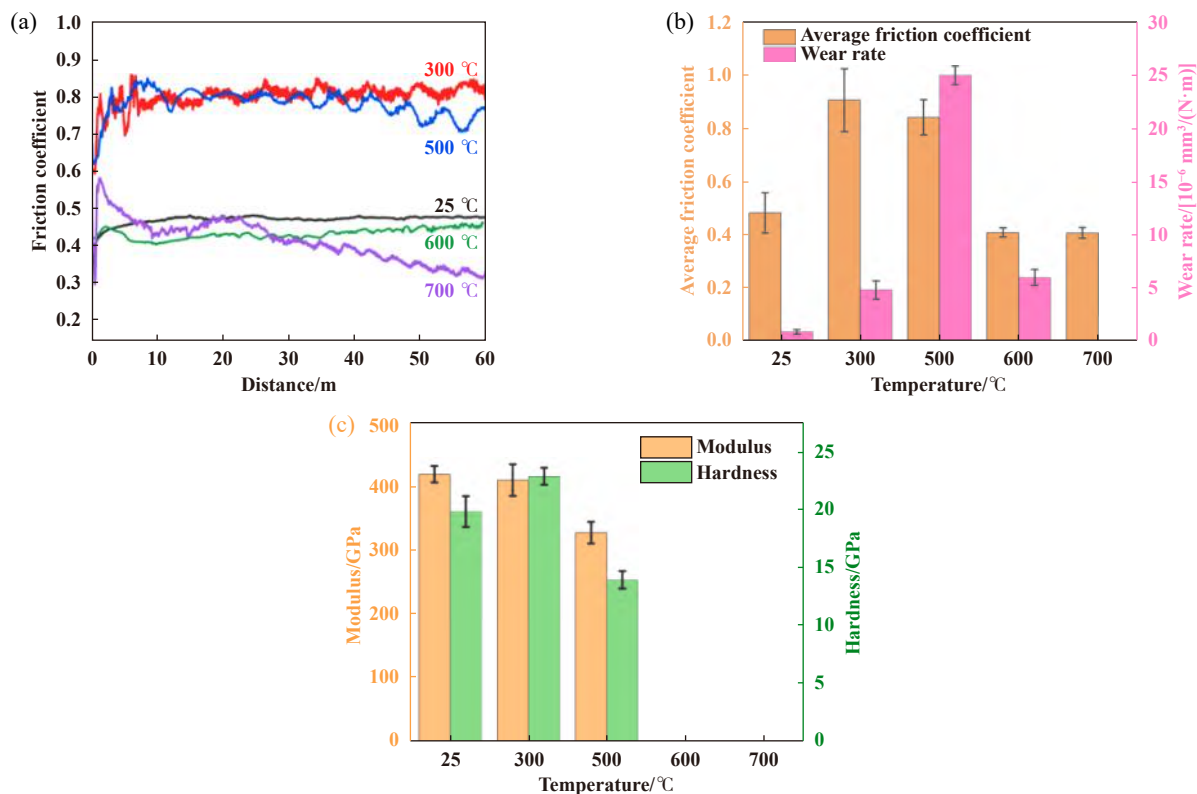 (a)
1.0
0.9
0.8
0.7
0.6
0.5
0.4
0.3
0.2
Friction coefficient
300 ℃
500 ℃
25 ℃
600 ℃
700 ℃
0 10 20 30 40 50 60
Distance/m
(b)
1.2
1.0
0.8
0.6
0.4
0.2
0.0
Average friction coefficient
Average friction coefficient
Wear rate
30
25
20
15
10
5
0
Wear rate/[10⁻⁶ mm³/(N·m)]
25 300 500 600 700
Temperature/℃
(c)
500
400
300
200
100
0
Modulus/GPa
Modulus
Hardness
25
20
15
10
5
0
Hardness/GPa
25 300 500 600 700
Temperature/℃